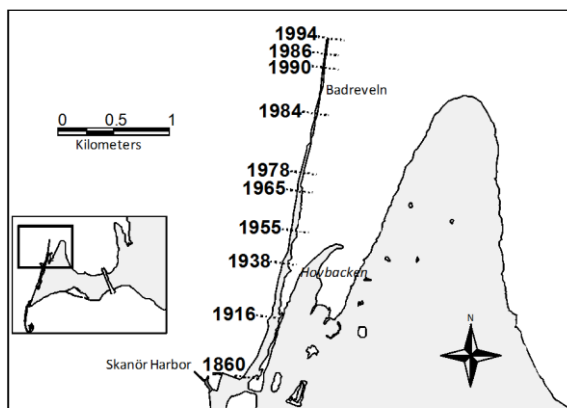 1994
1986
1990
Badreveln
1984
0 0.5 1
Kilometers
1978
1965
1955
1938
Hovbacken
1916
N
1860
Skanör Harbor